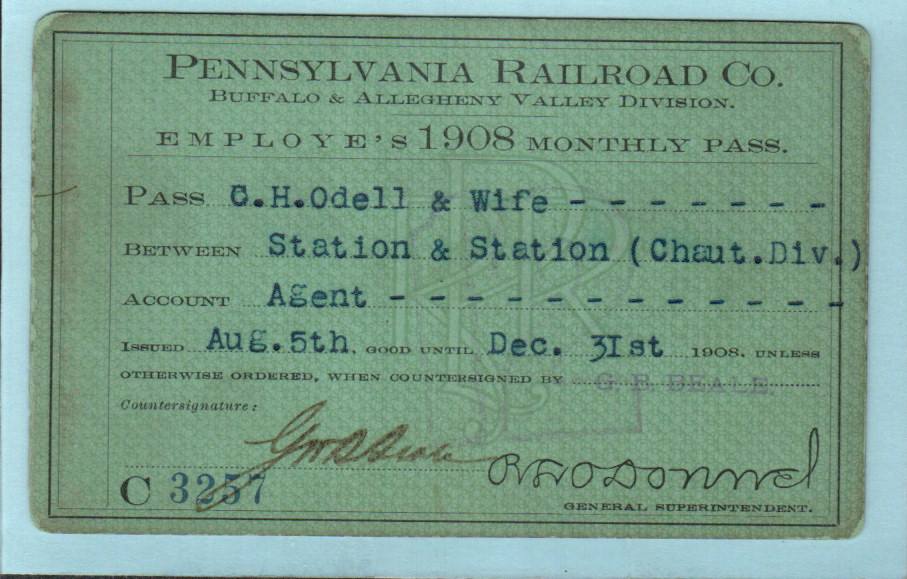 PENNSYLVANIA RAILROAD CO.
BUFFALO & ALLEGHENY VALLEY DIVISION.
EMPLOYE'S 1908 MONTHLY PASS.
PASS C.H.Odell & Wife - - - - - - -
BETWEEN Station & Station (Chaut.Div.)
ACCOUNT Agent - - - - - - - - - - - - -
ISSUED Aug.5th. GOOD UNTIL Dec. 31st 1908, UNLESS
OTHERWISE ORDERED, WHEN COUNTERSIGNED BY G E BEALE.
Countersignature:
R L O'Donnel
C 3257
GENERAL SUPERINTENDENT.